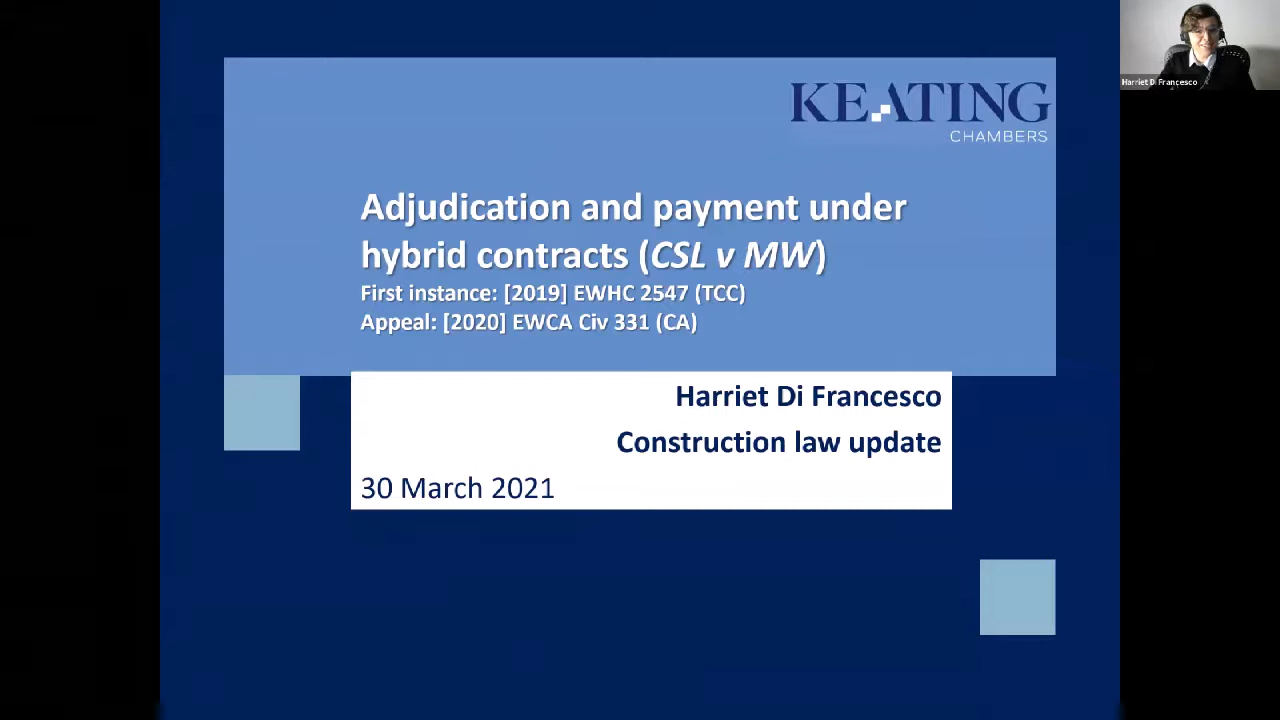 KEATING
CHAMBERS
Harriet Di Francesco
Adjudication and payment under
hybrid contracts (CSL v MW)
First instance: [2019] EWHC 2547 (TCC)
Appeal: [2020] EWCA Civ 331 (CA)
Harriet Di Francesco
Construction law update
30 March 2021